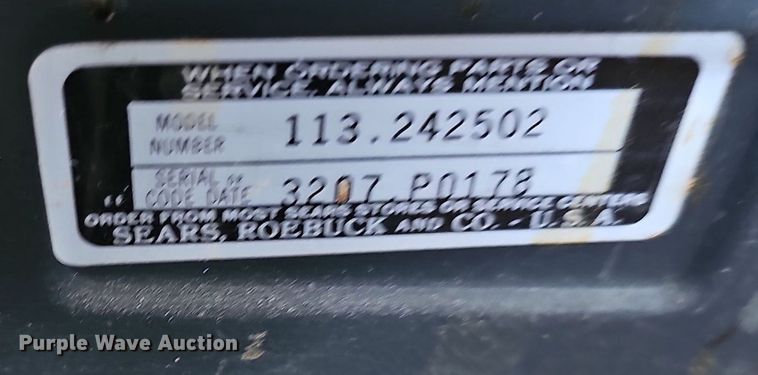 WHEN ORDERING PARTS OR
SERVICE, ALWAYS MENTION
MODEL NUMBER 113.242502
SERIAL OR CODE DATE 3207.P0178
ORDER FROM MOST SEARS STORES OR SERVICE CENTERS
SEARS, ROEBUCK AND CO. - U.S.A.
Purple Wave Auction